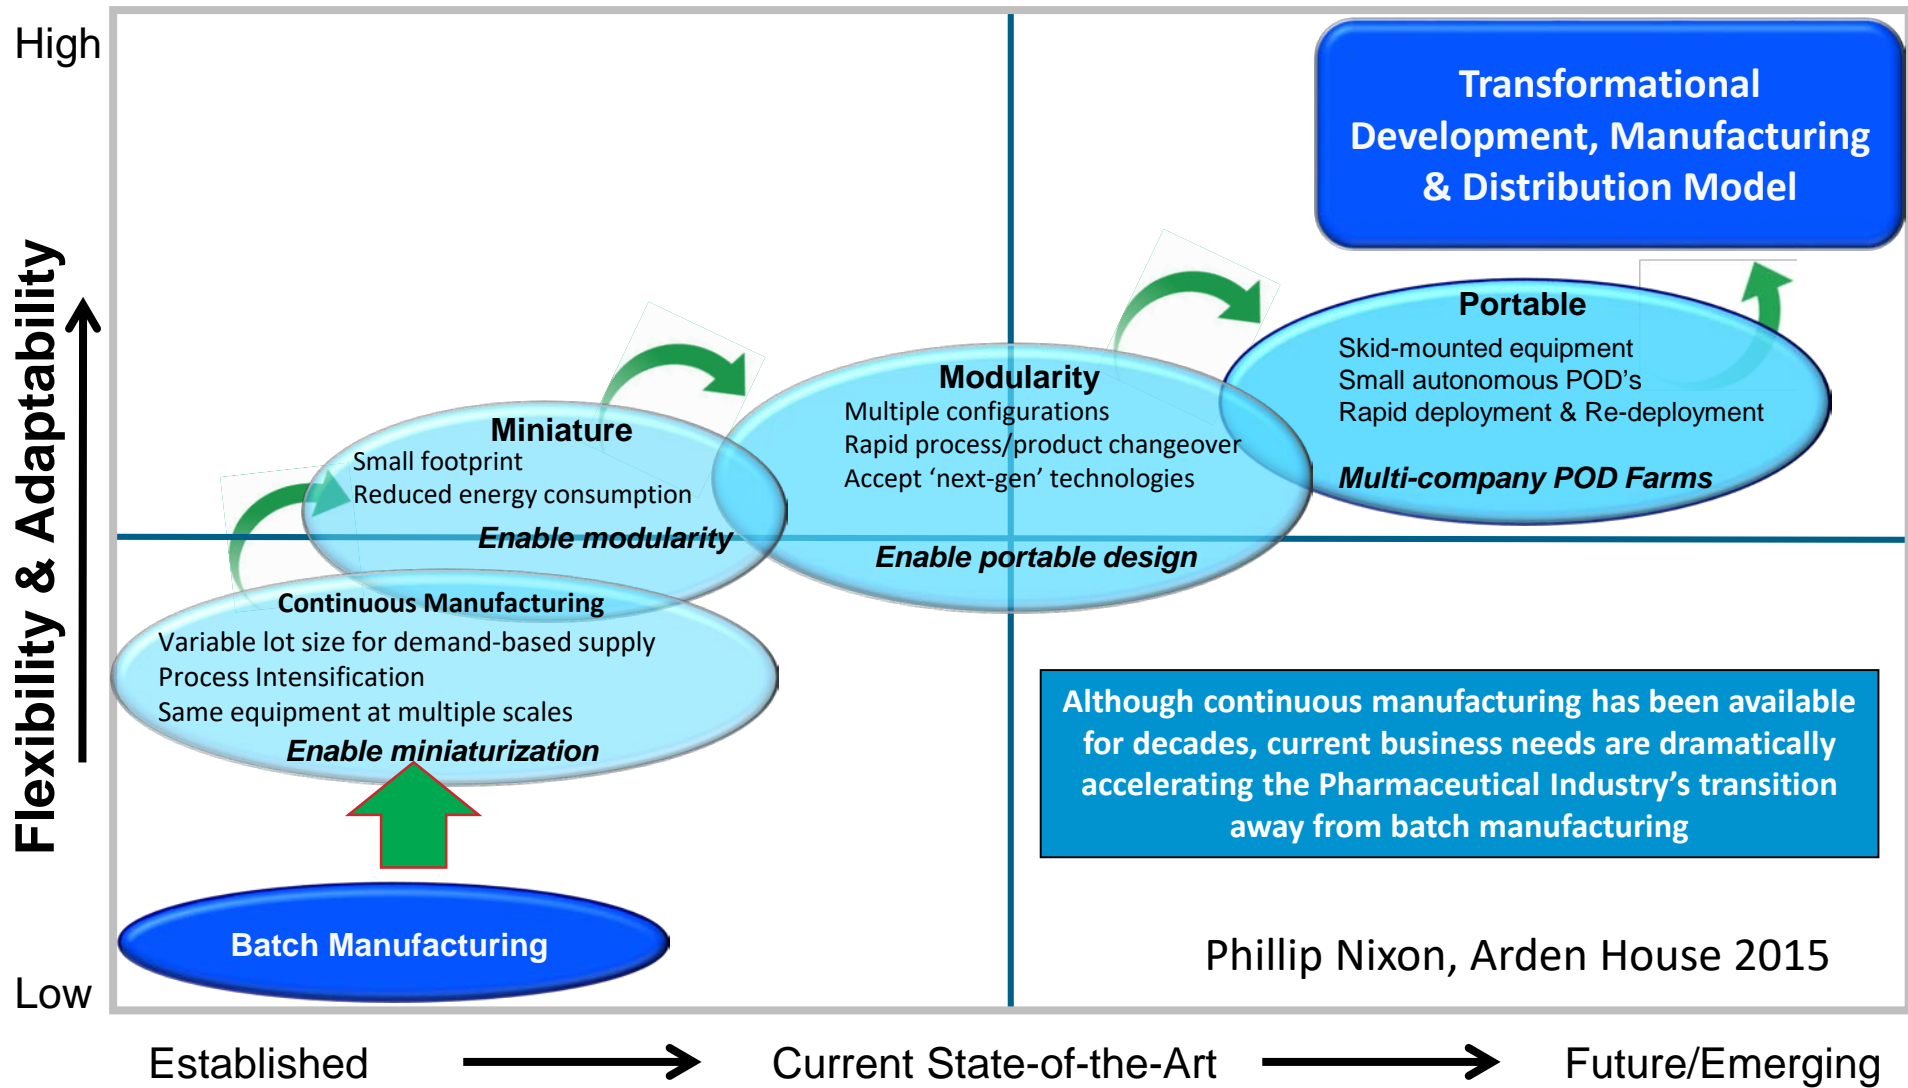 High
Transformational
Development, Manufacturing
& Distribution Model
Flexibility & Adaptability
Portable
Skid-mounted equipment
Small autonomous POD's
Rapid deployment & Re-deployment
Multi-company POD Farms
Modularity
Multiple configurations
Rapid process/product changeover
Accept ‘next-gen’ technologies
Enable portable design
Miniature
Small footprint
Reduced energy consumption
Enable modularity
Continuous Manufacturing
Variable lot size for demand-based supply
Process Intensification
Same equipment at multiple scales
Enable miniaturization
Although continuous manufacturing has been available
for decades, current business needs are dramatically
accelerating the Pharmaceutical Industry’s transition
away from batch manufacturing
Batch Manufacturing
Phillip Nixon, Arden House 2015
Low
Established
Current State-of-the-Art
Future/Emerging